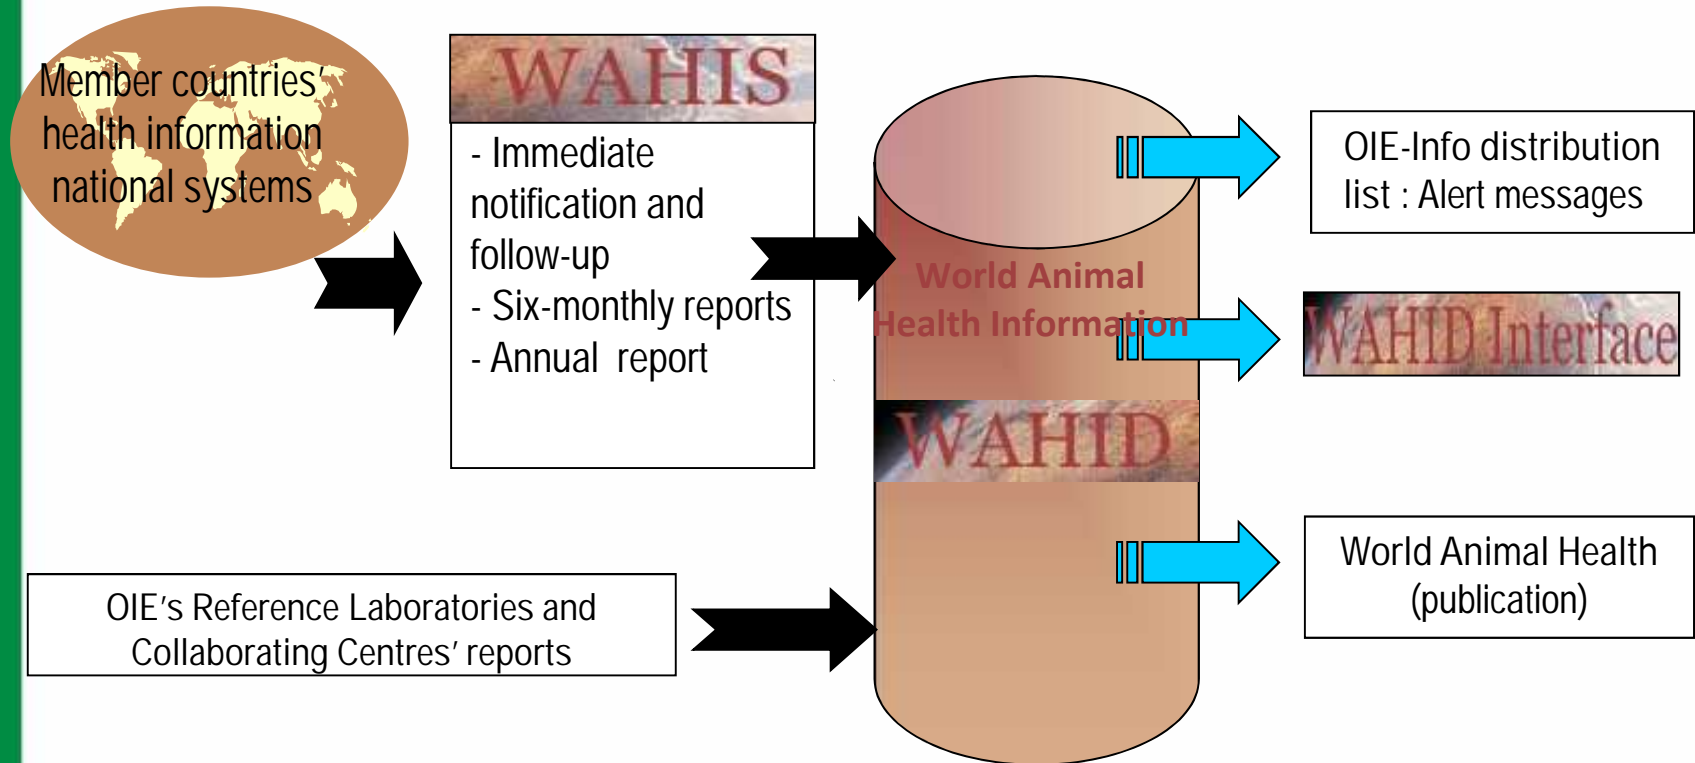 Member countries'
health information
national systems
WAHIS
- Immediate
notification and
follow-up
- Six-monthly reports
- Annual report
OIE's Reference Laboratories and
Collaborating Centres' reports
World Animal
Health Information
WAHID
OIE-Info distribution
list : Alert messages
WAHID Interface
World Animal Health
(publication)